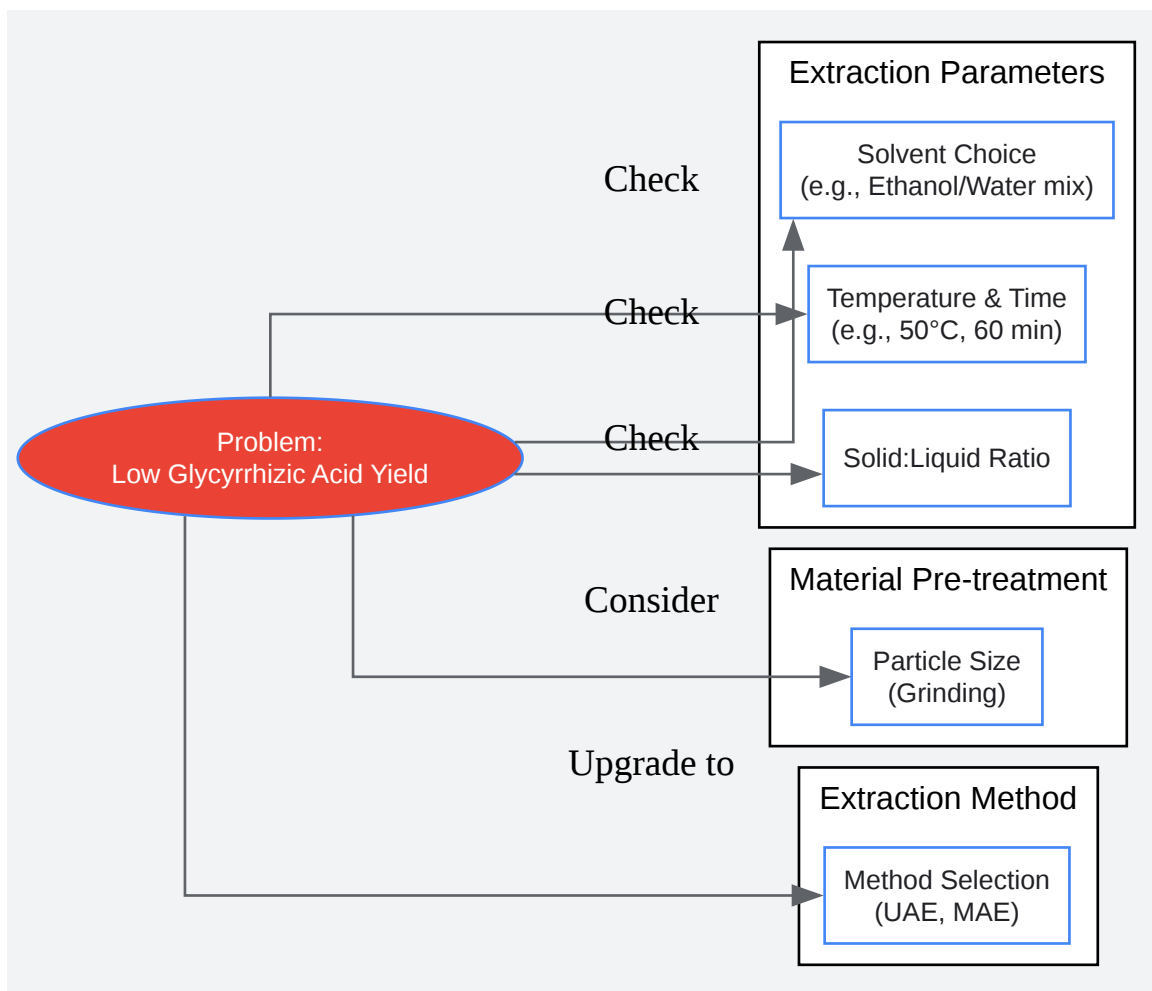 Extraction Parameters
Check
Solvent Choice
(e.g., Ethanol/Water mix)
Check
Temperature & Time
(e.g., 50°C, 60 min)
Problem:
Low Glycyrrhizic Acid Yield
Check
Solid:Liquid Ratio
Material Pre-treatment
Consider
Particle Size
(Grinding)
Upgrade to
Extraction Method
Method Selection
(UAE, MAE)